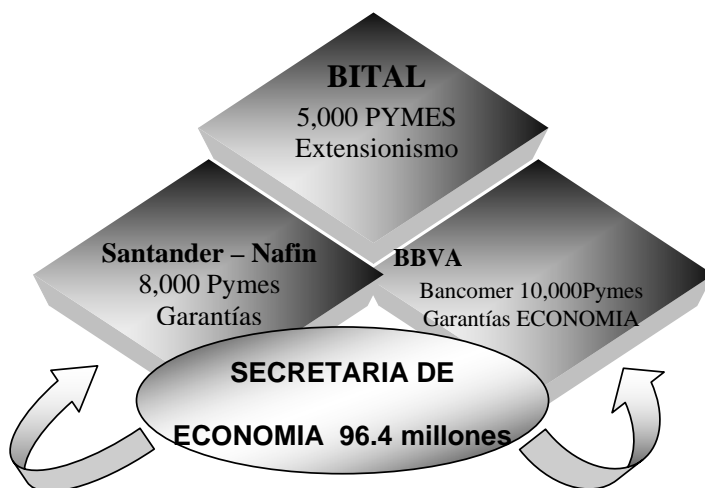 BITAL
5,000 PYMES
Extensionismo
Santander – Nafin
8,000 Pymes
Garantías
BBVA
Bancomer 10,000Pymes
Garantías ECONOMIA
SECRETARIA DE
ECONOMIA 96.4 millones